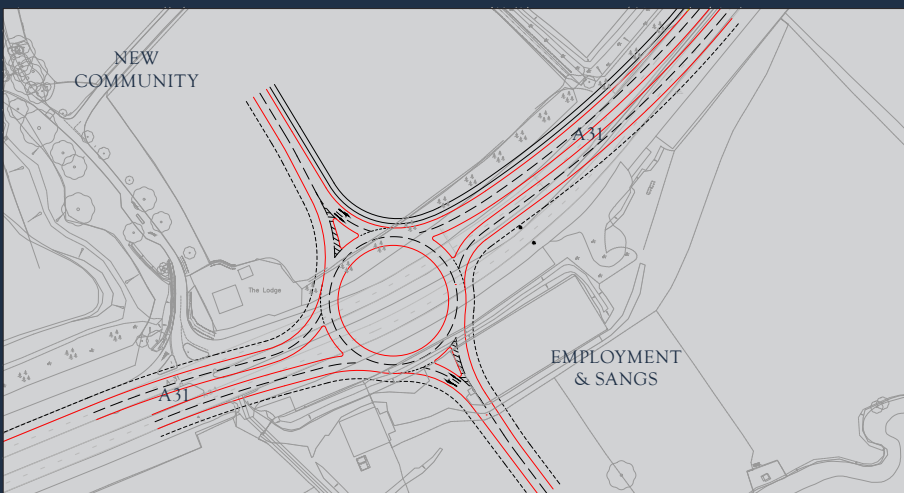 NEW
COMMUNITY
A31
The Lodge
EMPLOYMENT
& SANGS
A31